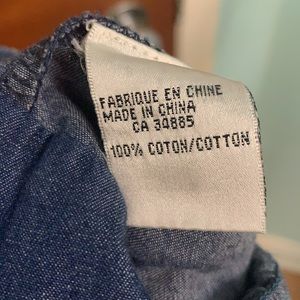 FABRIQUE EN CHINE
MADE IN CHINA
CA 34885
100% COTON/COTTON